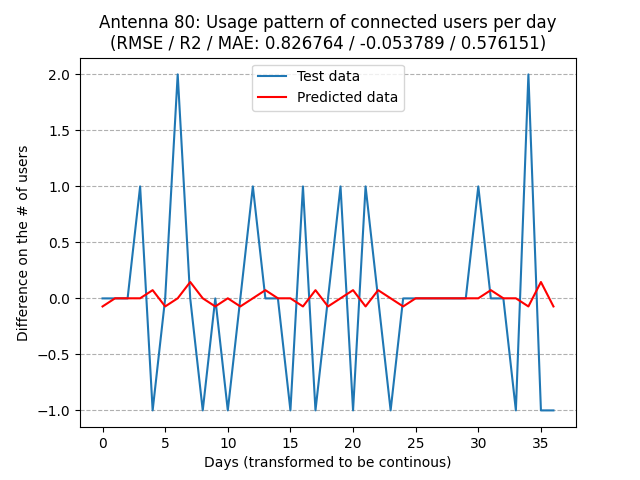 Antenna 80: Usage pattern of connected users per day
(RMSE / R2 / MAE: 0.826764 / -0.053789 / 0.576151)
Test data
Predicted data
2.0
1.5
1.0
0.5
0.0
−0.5
−1.0
Difference on the # of users
0 5 10 15 20 25 30 35
Days (transformed to be continous)